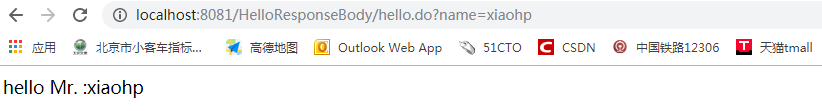 localhost:8081/HelloResponseBody/hello.do?name=xiaohp
应用 北京市小客车指标... 高德地图 Outlook Web App 51CTO C CSDN 中国铁路12306 T 天猫tmall
hello Mr. :xiaohp